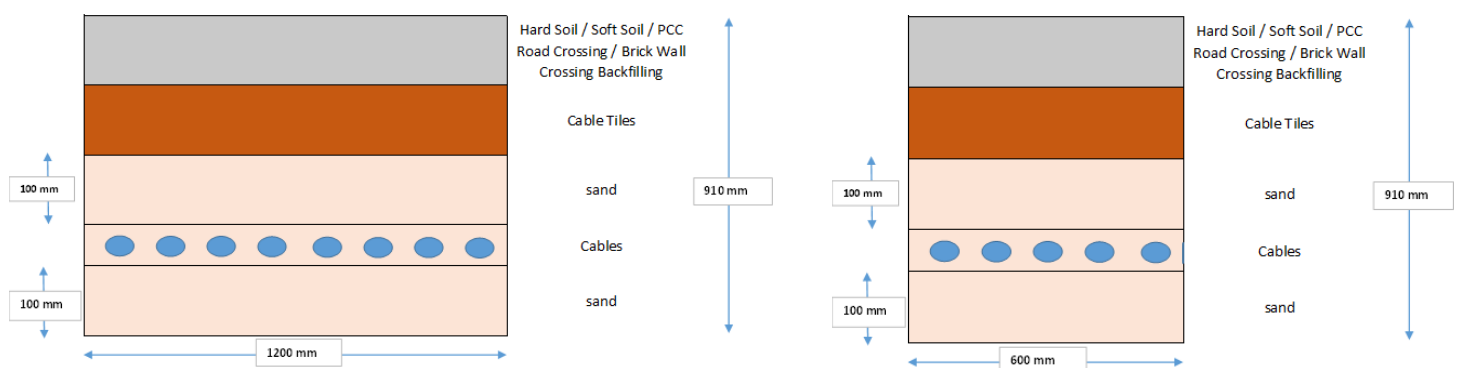 Hard Soil / Soft Soil / PCC
Road Crossing / Brick Wall
Crossing Backfilling
Cable Tiles
100 mm
sand
910 mm
Cables
100 mm
sand
1200 mm
Hard Soil / Soft Soil / PCC
Road Crossing / Brick Wall
Crossing Backfilling
Cable Tiles
100 mm
sand
910 mm
Cables
100 mm
sand
600 mm